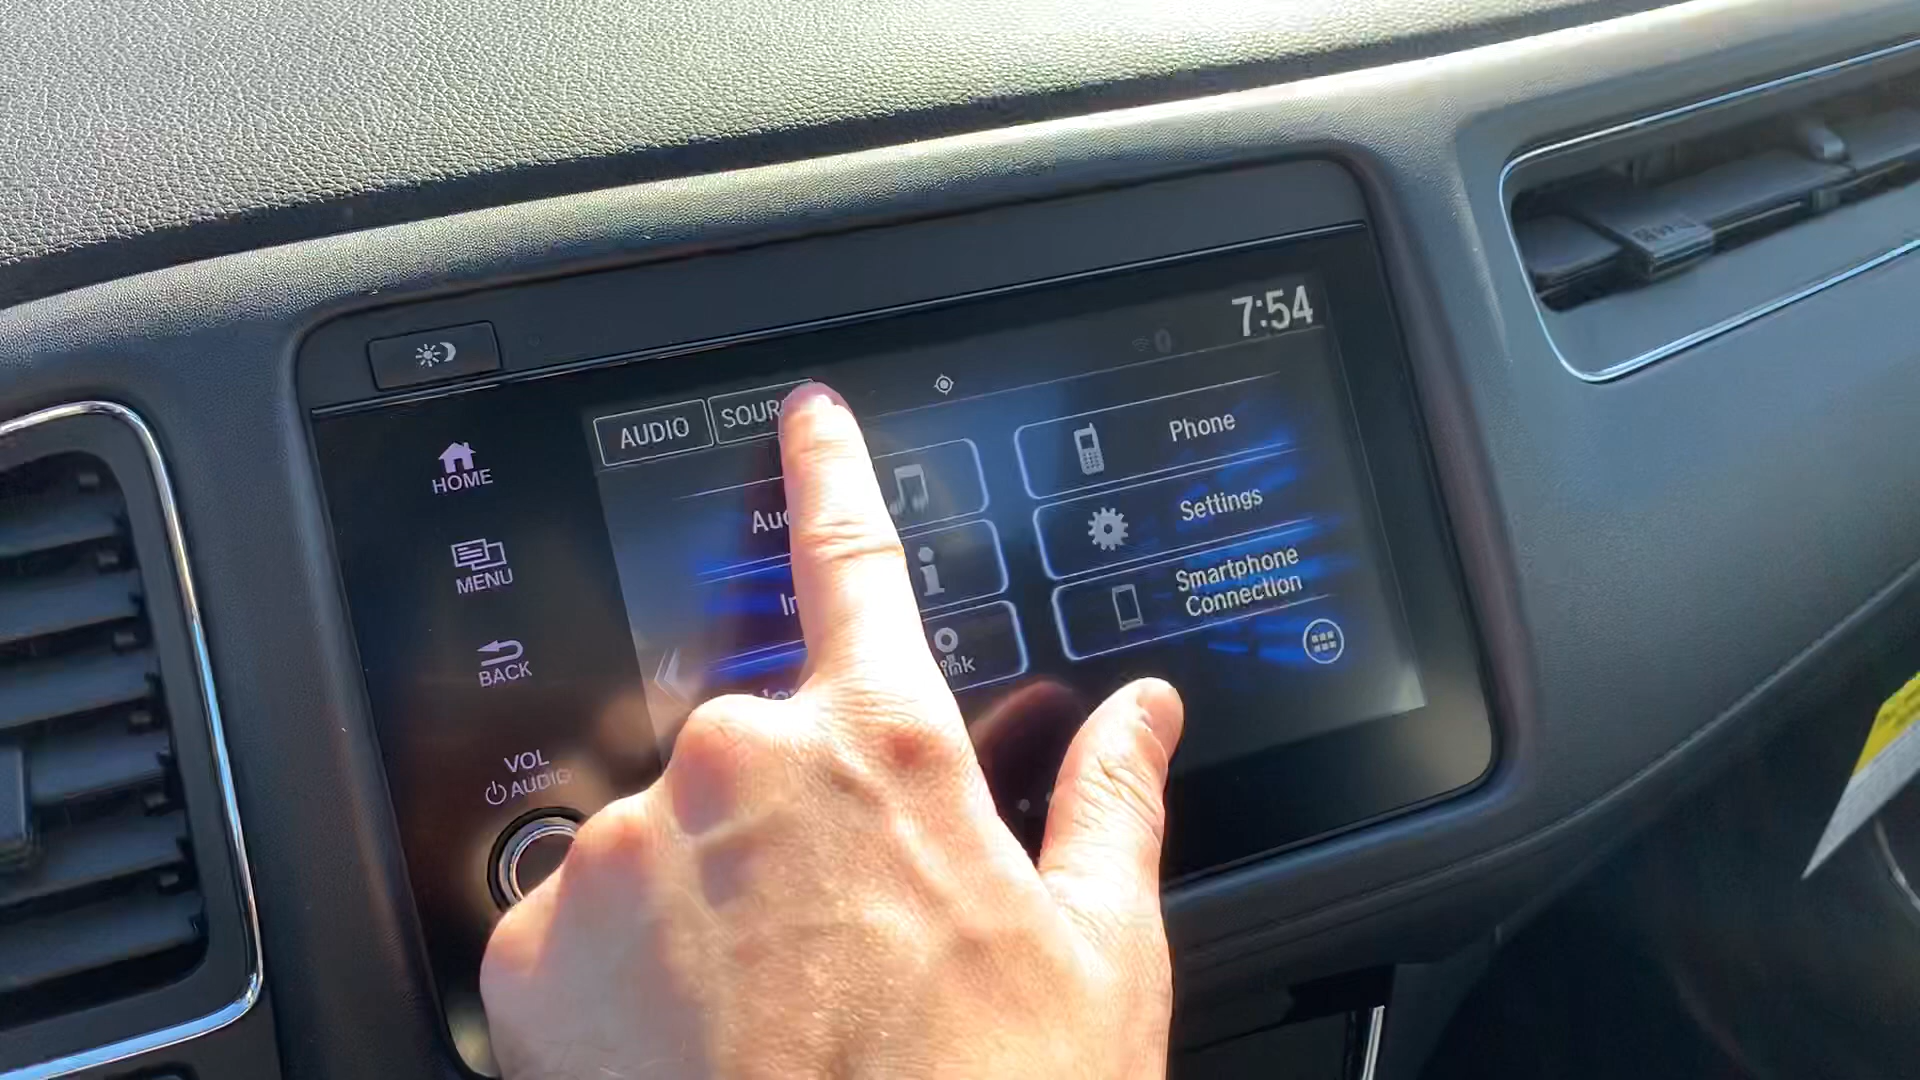 7:54
AUDIO
SOUR
HOME
Phone
Settings
MENU
Smartphone
Connection
BACK
VOL
AUDIO